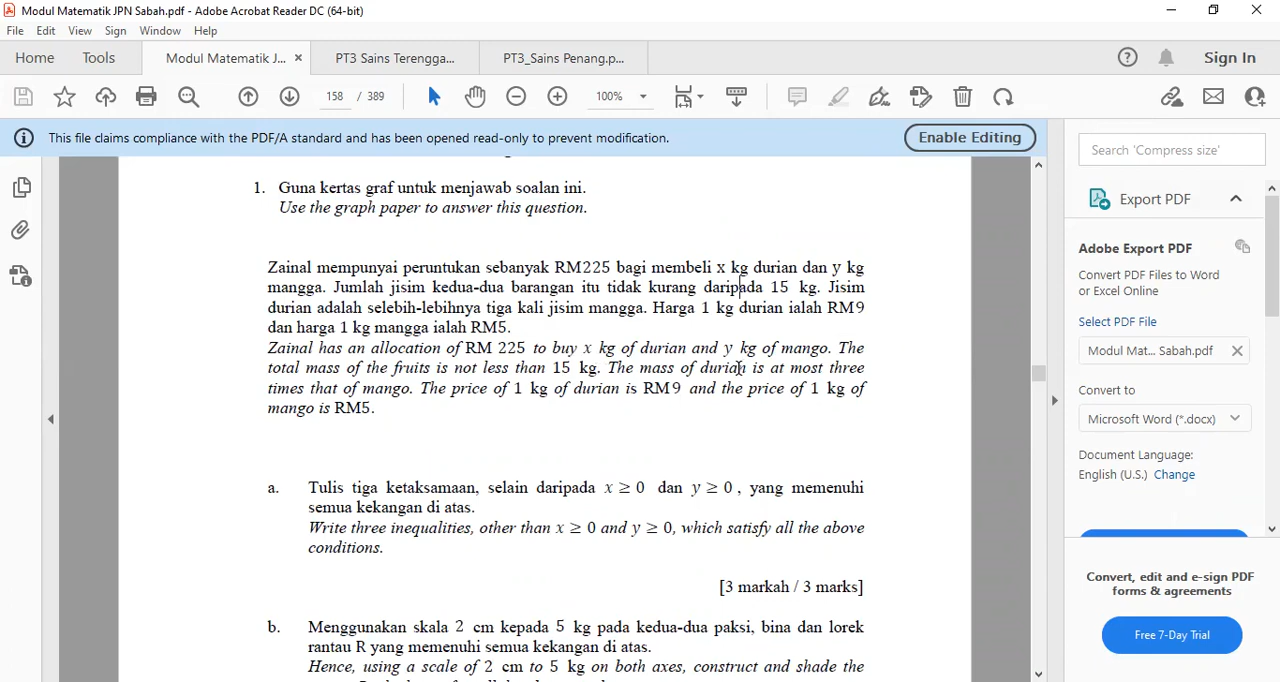 Modul Matematik JPN Sabah.pdf - Adobe Acrobat Reader DC (64-bit)
File Edit View Sign Window Help
Home Tools Modul Matematik J... × PT3 Sains Terengga... PT3_Sains Penang.p... Sign In
158 / 389 100%
This file claims compliance with the PDF/A standard and has been opened read-only to prevent modification. Enable Editing
1. Guna kertas graf untuk menjawab soalan ini.
Use the graph paper to answer this question.
Zainal mempunyai peruntukan sebanyak RM225 bagi membeli x kg durian dan y kg
mangga. Jumlah jisim kedua-dua barangan itu tidak kurang daripada 15 kg. Jisim
durian adalah selebih-lebihnya tiga kali jisim mangga. Harga 1 kg durian ialah RM9
dan harga 1 kg mangga ialah RM5.
Zainal has an allocation of RM 225 to buy x kg of durian and y kg of mango. The
total mass of the fruits is not less than 15 kg. The mass of durian is at most three
times that of mango. The price of 1 kg of durian is RM9 and the price of 1 kg of
mango is RM5.
a. Tulis tiga ketaksamaan, selain daripada x ≥ 0 dan y ≥ 0 , yang memenuhi
semua kekangan di atas.
Write three inequalities, other than x ≥ 0 and y ≥ 0, which satisfy all the above
conditions.
[3 markah / 3 marks]
b. Menggunakan skala 2 cm kepada 5 kg pada kedua-dua paksi, bina dan lorek
rantau R yang memenuhi semua kekangan di atas.
Hence, using a scale of 2 cm to 5 kg on both axes, construct and shade the
Search 'Compress size'
Export PDF
Adobe Export PDF
Convert PDF Files to Word
or Excel Online
Select PDF File
Modul Mat... Sabah.pdf
Convert to
Microsoft Word (*.docx)
Document Language:
English (U.S.) Change
Convert, edit and e-sign PDF
forms & agreements
Free 7-Day Trial